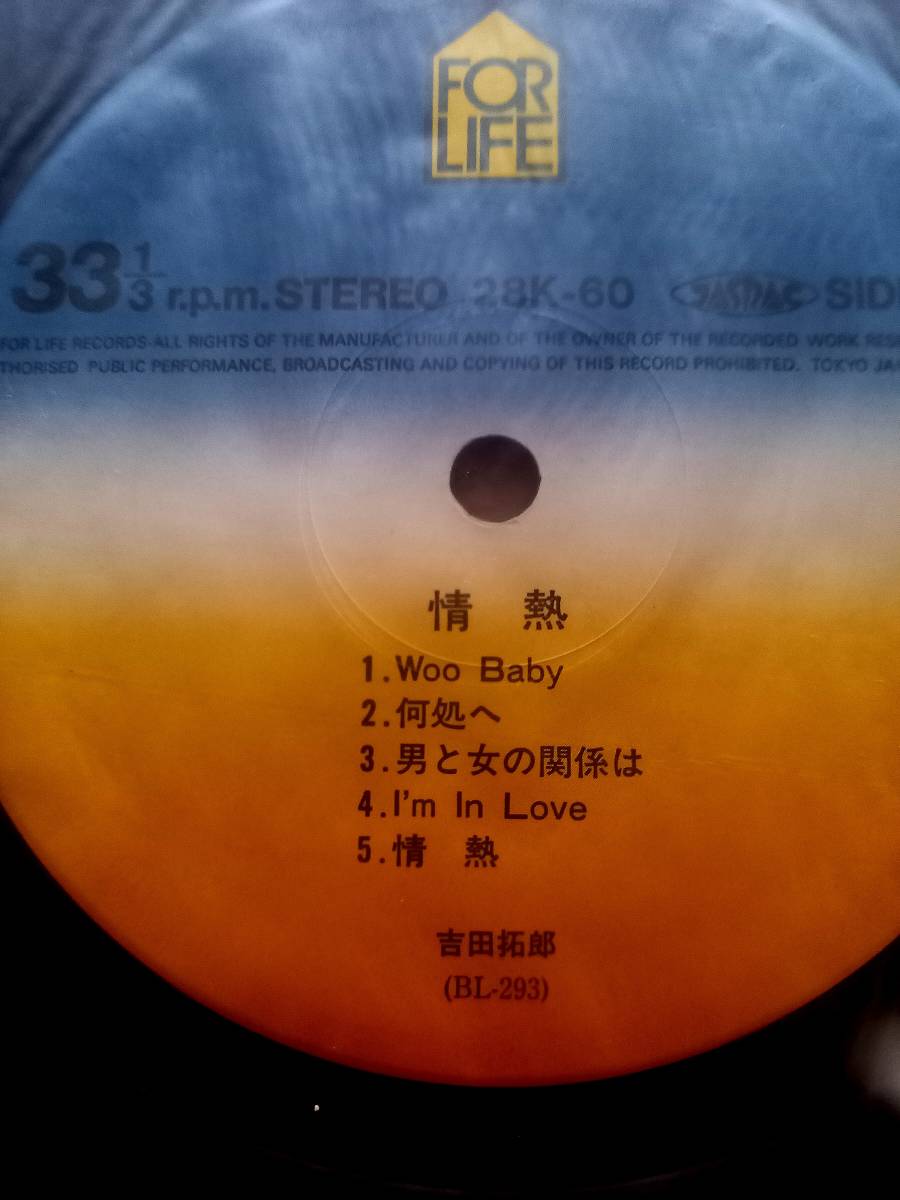 FOR
LIFE
33 1/3 r.p.m. STEREO 28K-60 JASRAC SID
FOR LIFE RECORDS·ALL RIGHTS OF THE MANUFACTURER AND OF THE OWNER OF THE RECORDED WORK RESE
THORISED PUBLIC PERFORMANCE, BROADCASTING AND COPYING OF THIS RECORD PROHIBITED. TOKYO JA
情 熱
1.Woo Baby
2.何処へ
3.男と女の関係は
4.I'm In Love
5.情 熱
吉田拓郎
(BL-293)